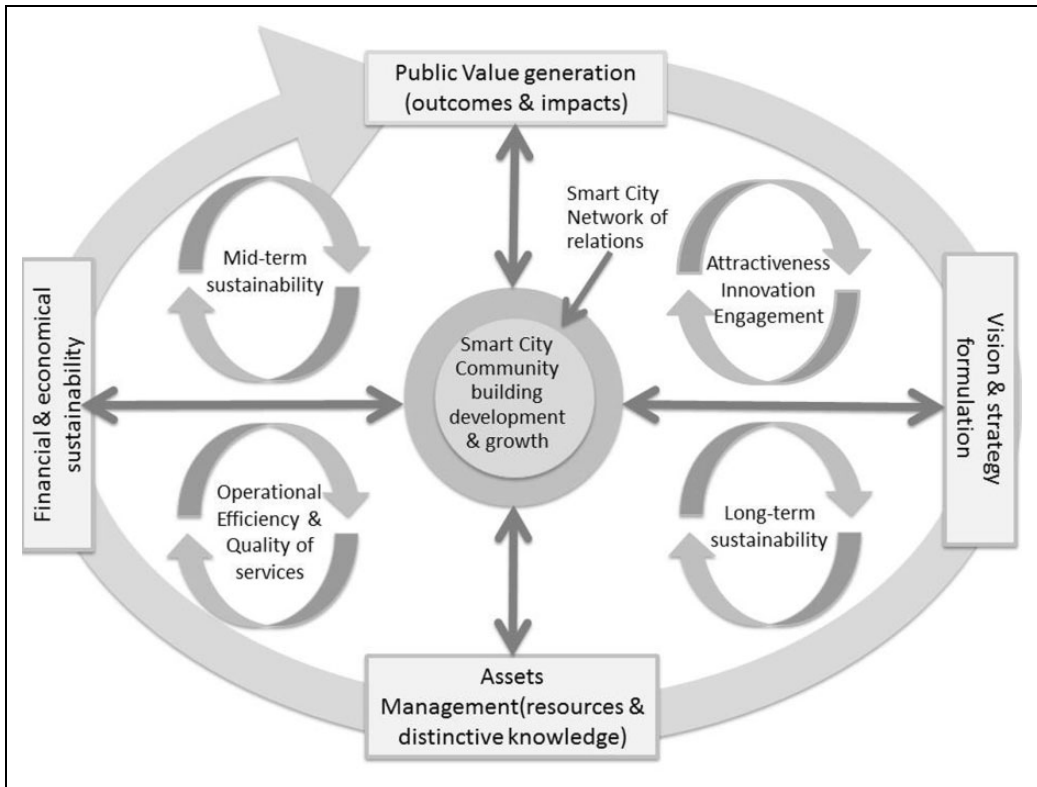 Public Value generation
(outcomes & impacts)
Smart City
Network of
relations
Mid-term
sustainability
Attractiveness
Innovation
Engagement
Financial & economical
sustainability
Smart City
Community
building
development
& growth
Vision & strategy
formulation
Operational
Efficiency &
Quality of
services
Long-term
sustainability
Assets
Management(resources &
distinctive knowledge)